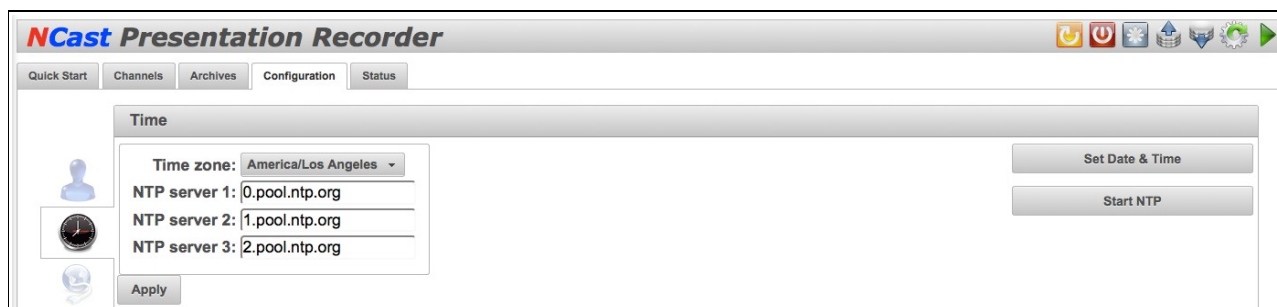 NCast Presentation Recorder
Quick Start Channels Archives Configuration Status
Time
Time zone: America/Los Angeles
NTP server 1: 0.pool.ntp.org
NTP server 2: 1.pool.ntp.org
NTP server 3: 2.pool.ntp.org
Apply
Set Date & Time
Start NTP